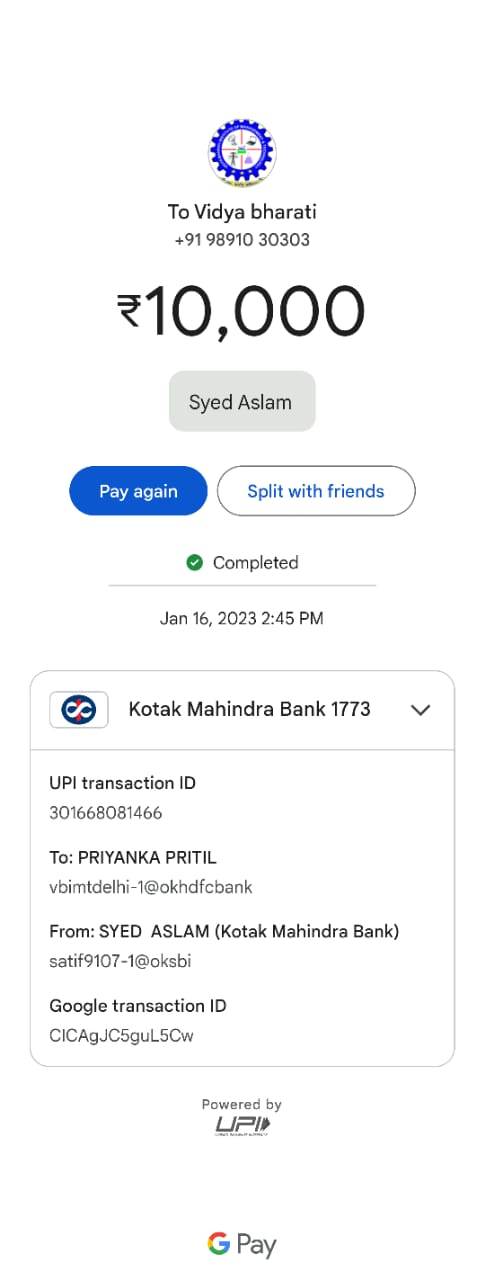 To Vidya bharati
+91 98910 30303
₹10,000
Syed Aslam
Pay again
Split with friends
Completed
Jan 16, 2023 2:45 PM
Kotak Mahindra Bank 1773
UPI transaction ID
301668081466
To: PRIYANKA PRITIL
vbimtdelhi-1@okhdfcbank
From: SYED ASLAM (Kotak Mahindra Bank)
satif9107-1@oksbi
Google transaction ID
CICAgJC5guL5Cw
Powered by
UPI
G Pay